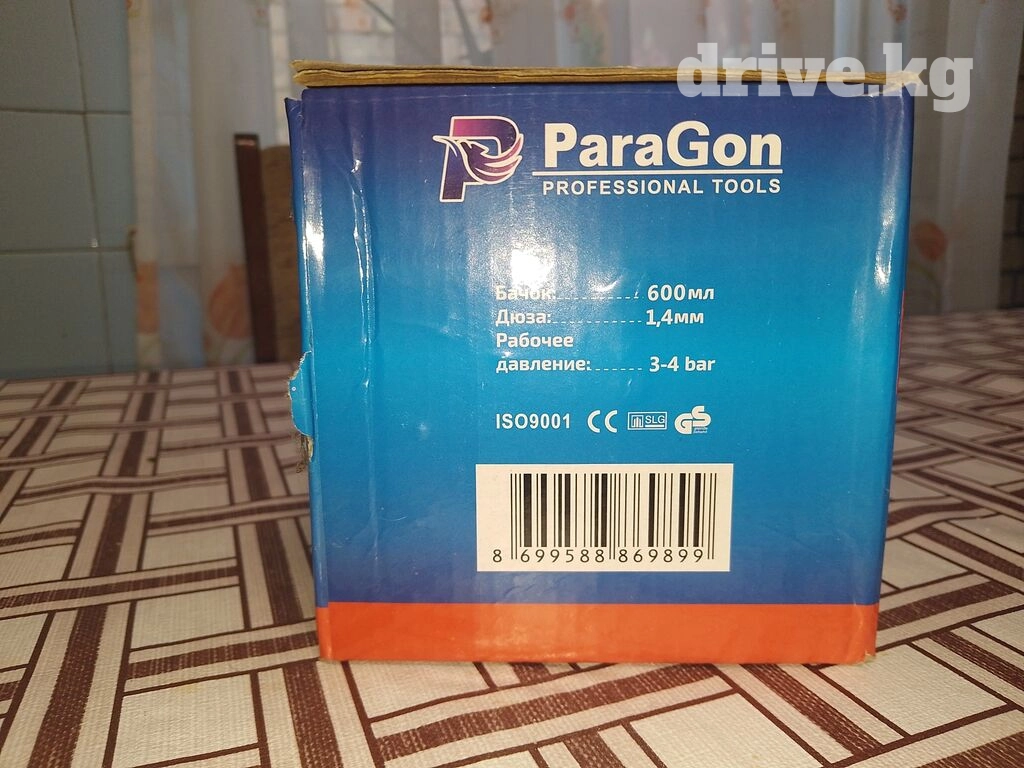 drive.kg
ParaGon
PROFESSIONAL TOOLS
Бачок:............... 600мл
Дюза:............... 1,4мм
Рабочее
давление:....... 3-4 bar
ISO9001 CE SLG GS
8 699588 869899